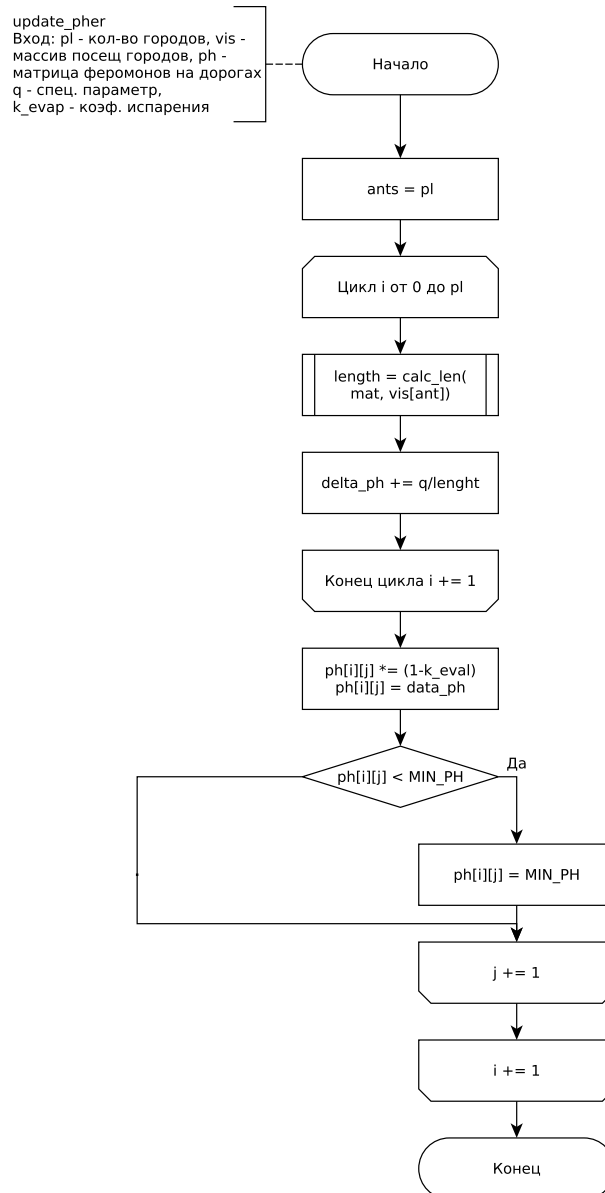 update_pher
Вход: pl - кол-во городов, vis -
массив посещ городов, ph -
матрица феромонов на дорогах
q - спец. параметр,
k_evap - коэф. испарения
Начало
ants = pl
Цикл i от 0 до pl
length = calc_len(
mat, vis[ant])
delta_ph += q/lenght
Конец цикла i += 1
ph[i][j] *= (1-k_eval)
ph[i][j] = data_ph
ph[i][j] < MIN_PH
Да
ph[i][j] = MIN_PH
j += 1
i += 1
Конец